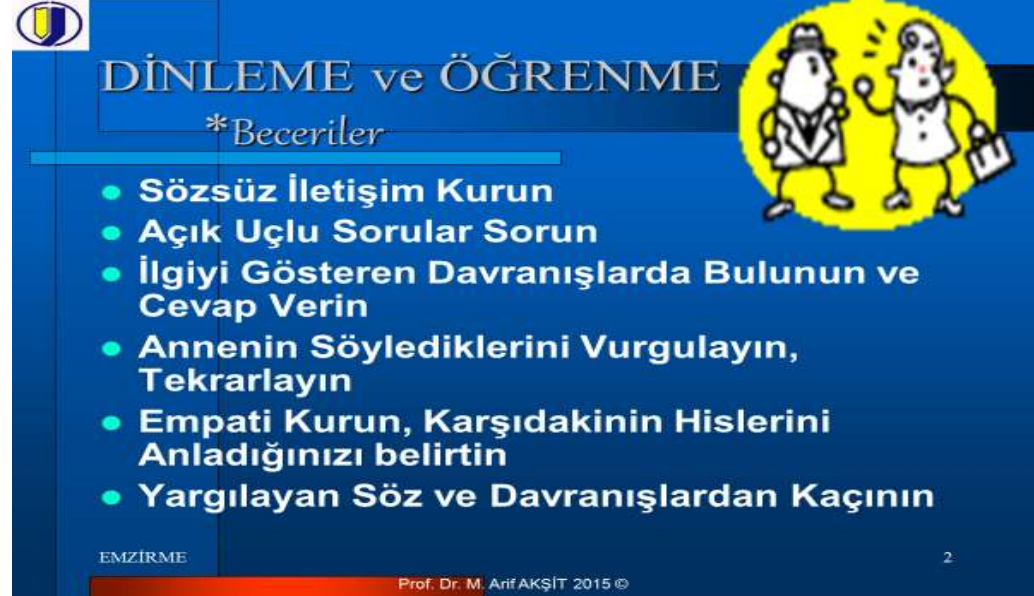 DİNLEME ve ÖĞRENME
*Beceriler
Sözsüz İletişim Kurun
Açık Uçlu Sorular Sorun
İlgiyi Gösteren Davranışlarda Bulunun ve
Cevap Verin
Annenin Söylediklerini Vurgulayın,
Tekrarlayın
Empati Kurun, Karşıdakinin Hislerini
Anladığınızı belirtin
Yargılayan Söz ve Davranışlardan Kaçının
EMZİRME
2
Prof. Dr. M. Arif AKŞİT 2015 ©